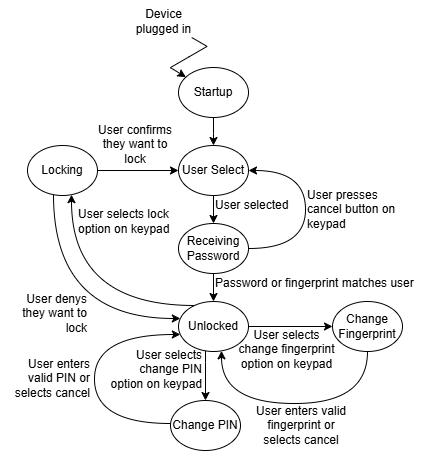 Device
plugged in
Startup
User confirms
they want to
lock
Locking
User Select
User presses
cancel button on
keypad
User selected
User selects lock
option on keypad
Receiving
Password
Password or fingerprint matches user
User denys
they want to
lock
Unlocked
Change
Fingerprint
User selects
change fingerprint
option on keypad
User selects
change PIN
option on keypad
User enters
valid PIN or
selects cancel
User enters valid
fingerprint or
selects cancel
Change PIN